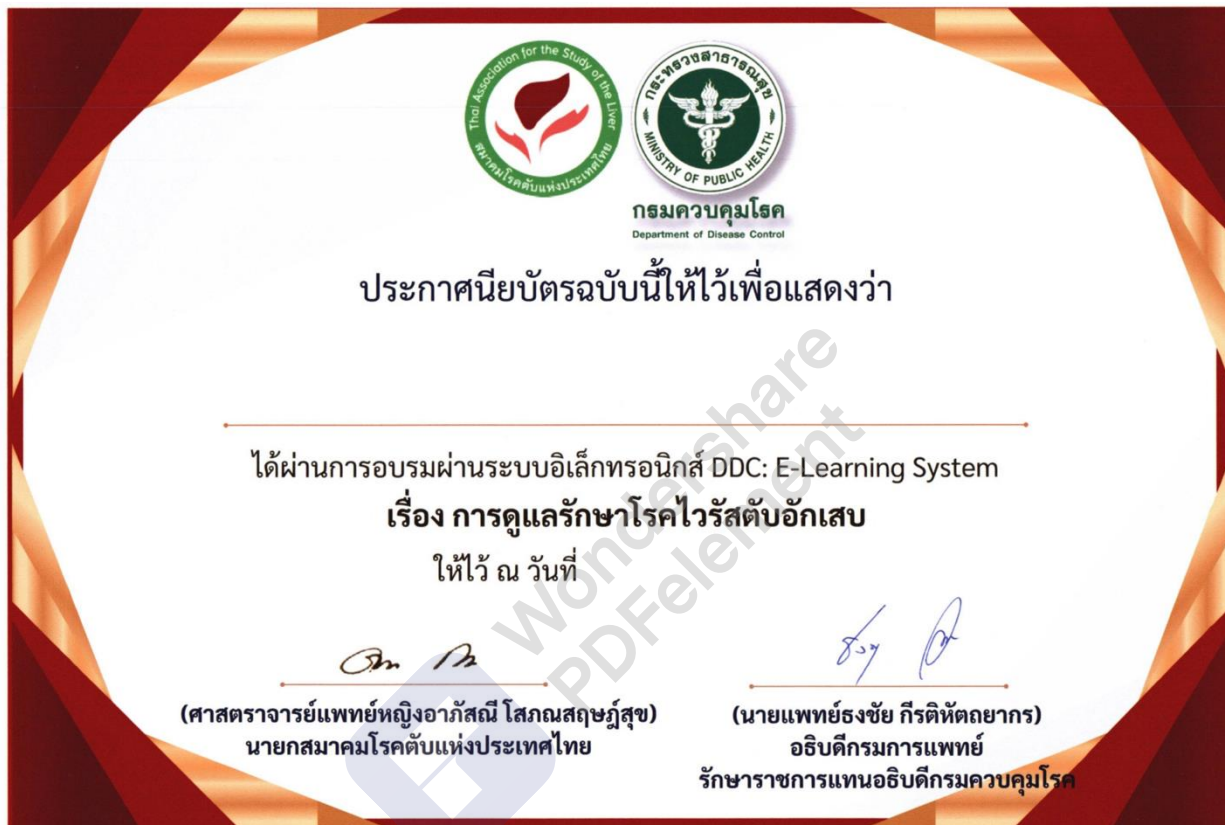 Thai Association for the Study of the Liver
สมาคมโรคตับแห่งประเทศไทย
กระทรวงสาธารณสุข
MINISTRY OF PUBLIC HEALTH
กรมควบคุมโรค
Department of Disease Control
ประกาศนียบัตรฉบับนี้ให้ไว้เพื่อแสดงว่า
ได้ผ่านการอบรมผ่านระบบอิเล็กทรอนิกส์ DDC: E-Learning System
เรื่อง การดูแลรักษาโรคไวรัสตับอักเสบ
ให้ไว้ ณ วันที่
Wondershare
PDFelement
(ศาสตราจารย์แพทย์หญิงอาภัสณี โสภณสฤษฎ์สุข)
นายกสมาคมโรคตับแห่งประเทศไทย
(นายแพทย์ธงชัย กีรติหัตถยากร)
อธิบดีกรมการแพทย์
รักษาราชการแทนอธิบดีกรมควบคุมโรค